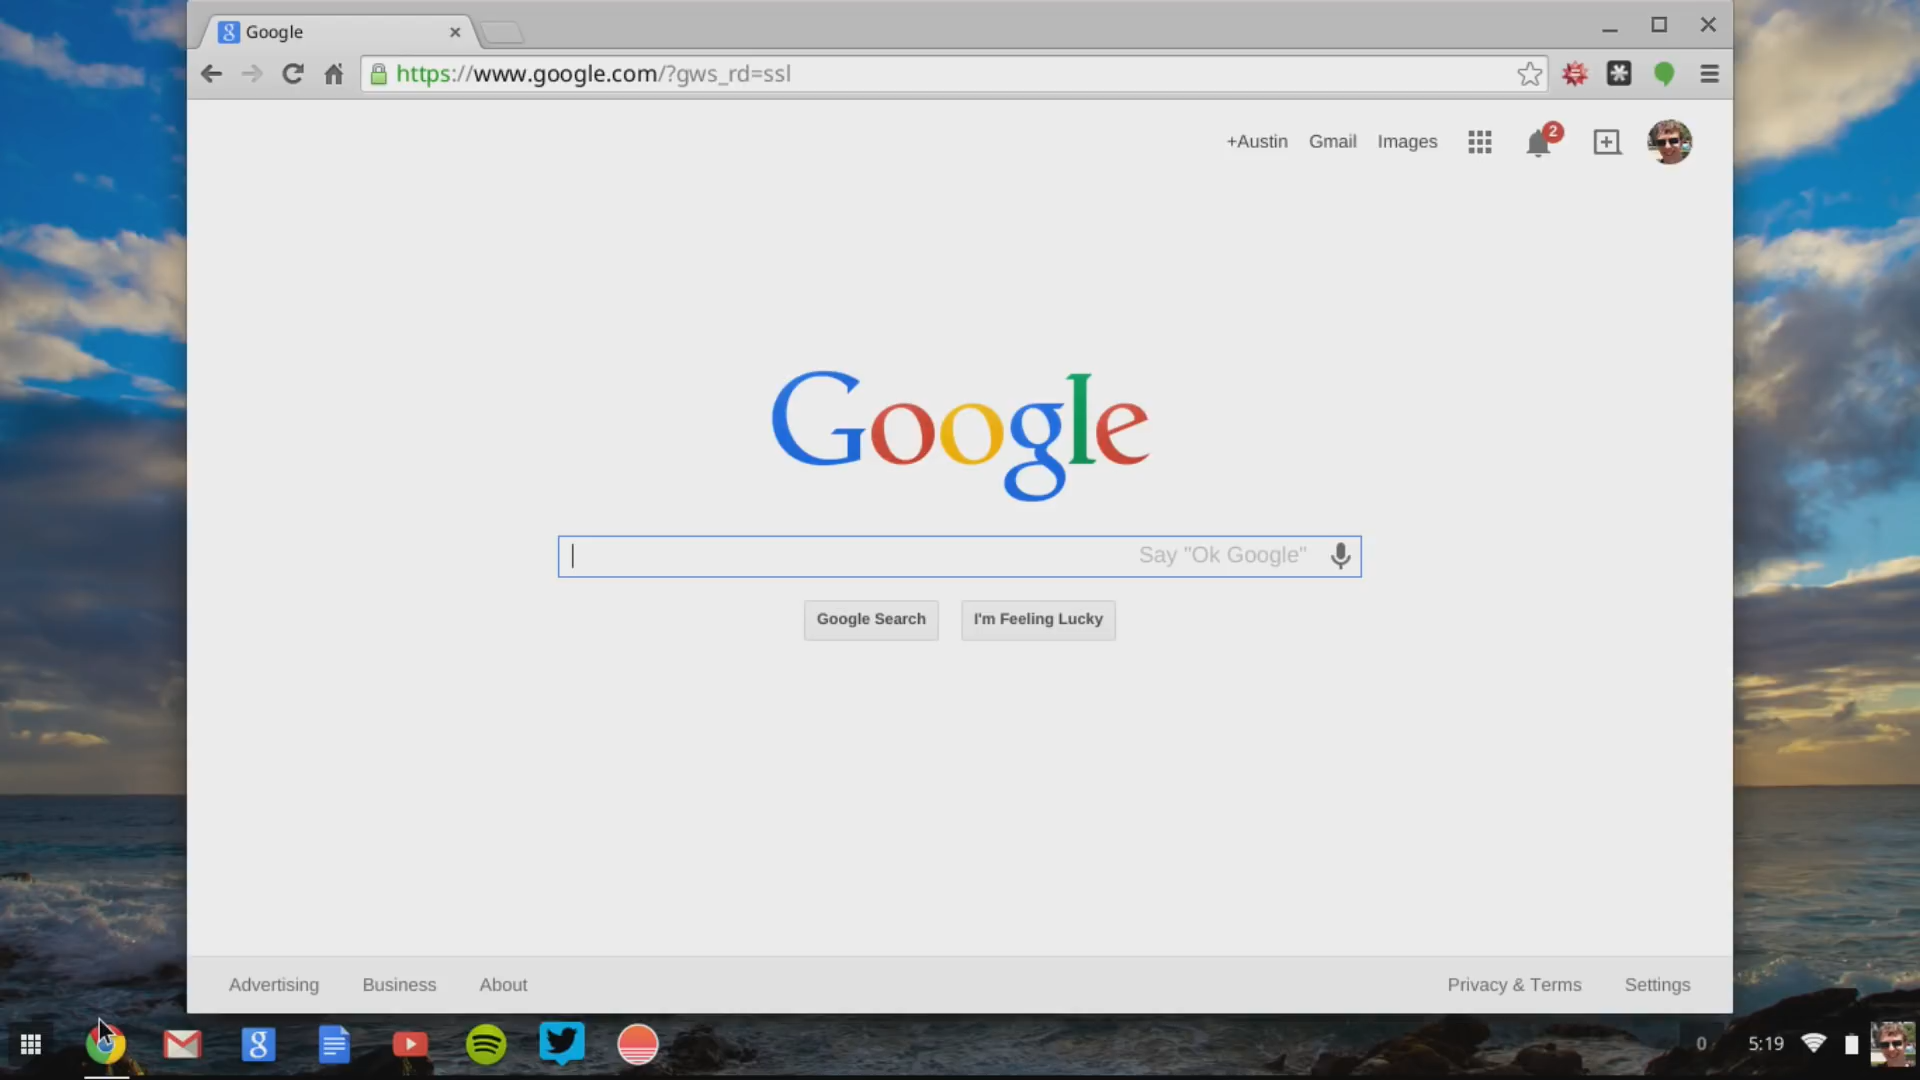 Google
https://www.google.com/?gws_rd=ssl
+Austin Gmail Images 2
Google
Say "Ok Google"
Google Search I'm Feeling Lucky
Advertising Business About Privacy & Terms Settings
g 0 5:19